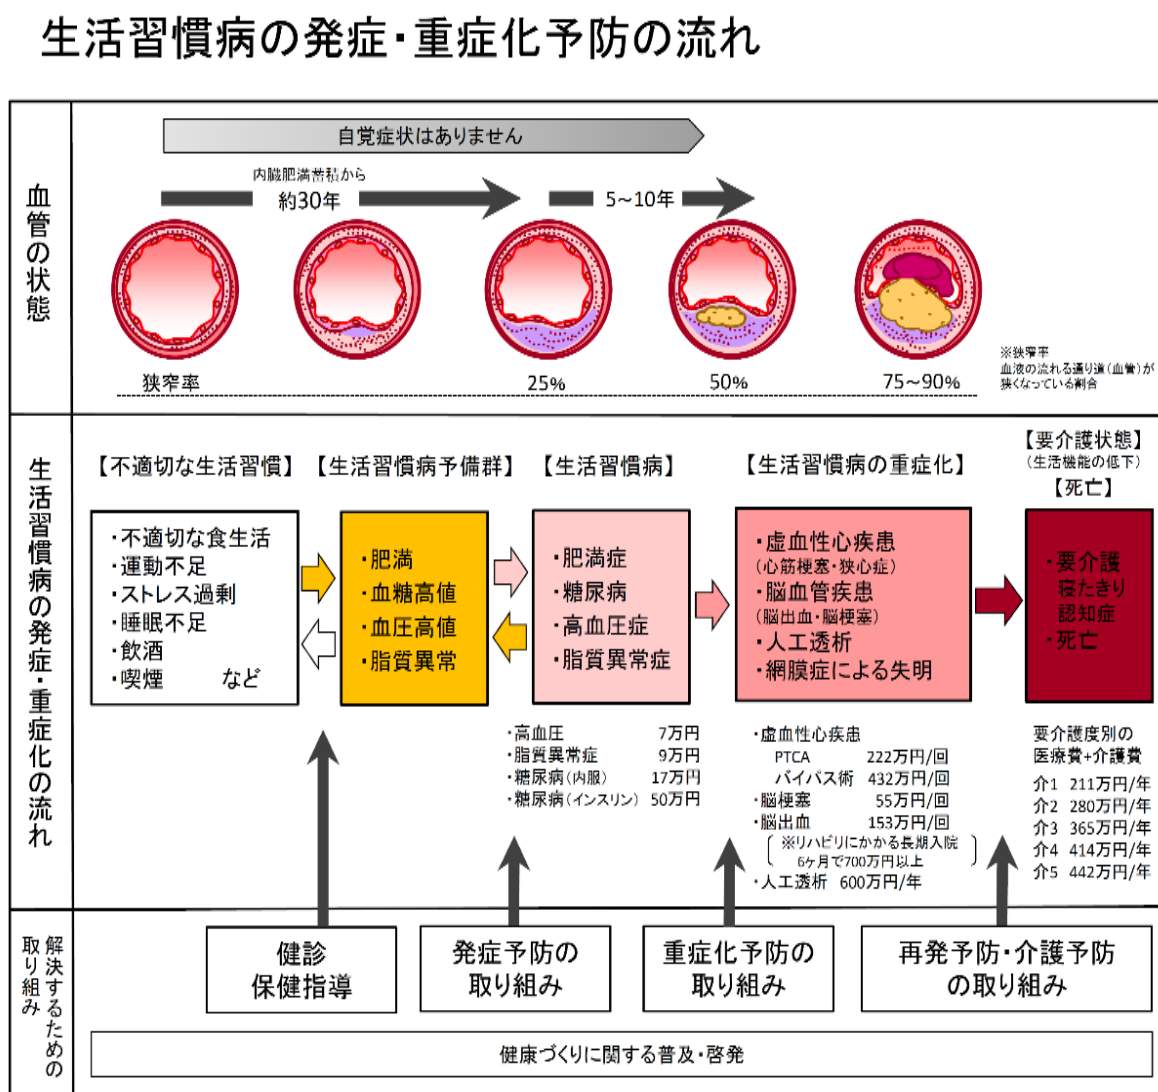 生活習慣病の発症・重症化予防の流れ
血管の状態
自覚症状はありません
内臓肥満蓄積から
約30年
5～10年
狭窄率
25%
50%
75～90%
※狭窄率
血液の流れる通り道(血管)が
狭くなっている割合
生活習慣病の発症・重症化の流れ
【不適切な生活習慣】
・不適切な食生活
・運動不足
・ストレス過剰
・睡眠不足
・飲酒
・喫煙 など
【生活習慣病予備群】
・肥満
・血糖高値
・血圧高値
・脂質異常
【生活習慣病】
・肥満症
・糖尿病
・高血圧症
・脂質異常症
・高血圧 7万円
・脂質異常症 9万円
・糖尿病(内服) 17万円
・糖尿病(インスリン) 50万円
【生活習慣病の重症化】
・虚血性心疾患
(心筋梗塞・狭心症)
・脳血管疾患
(脳出血・脳梗塞)
・人工透析
・網膜症による失明
・虚血性心疾患
PTCA 222万円/回
バイパス術 432万円/回
・脳梗塞 55万円/回
・脳出血 153万円/回
※リハビリにかかる長期入院
6ヶ月で700万円以上
・人工透析 600万円/年
【要介護状態】
(生活機能の低下)
【死亡】
・要介護
寝たきり
認知症
・死亡
要介護度別の
医療費+介護費
介1 211万円/年
介2 280万円/年
介3 365万円/年
介4 414万円/年
介5 442万円/年
解決するための
取り組み
健診
保健指導
発症予防の
取り組み
重症化予防の
取り組み
再発予防・介護予防
の取り組み
健康づくりに関する普及・啓発